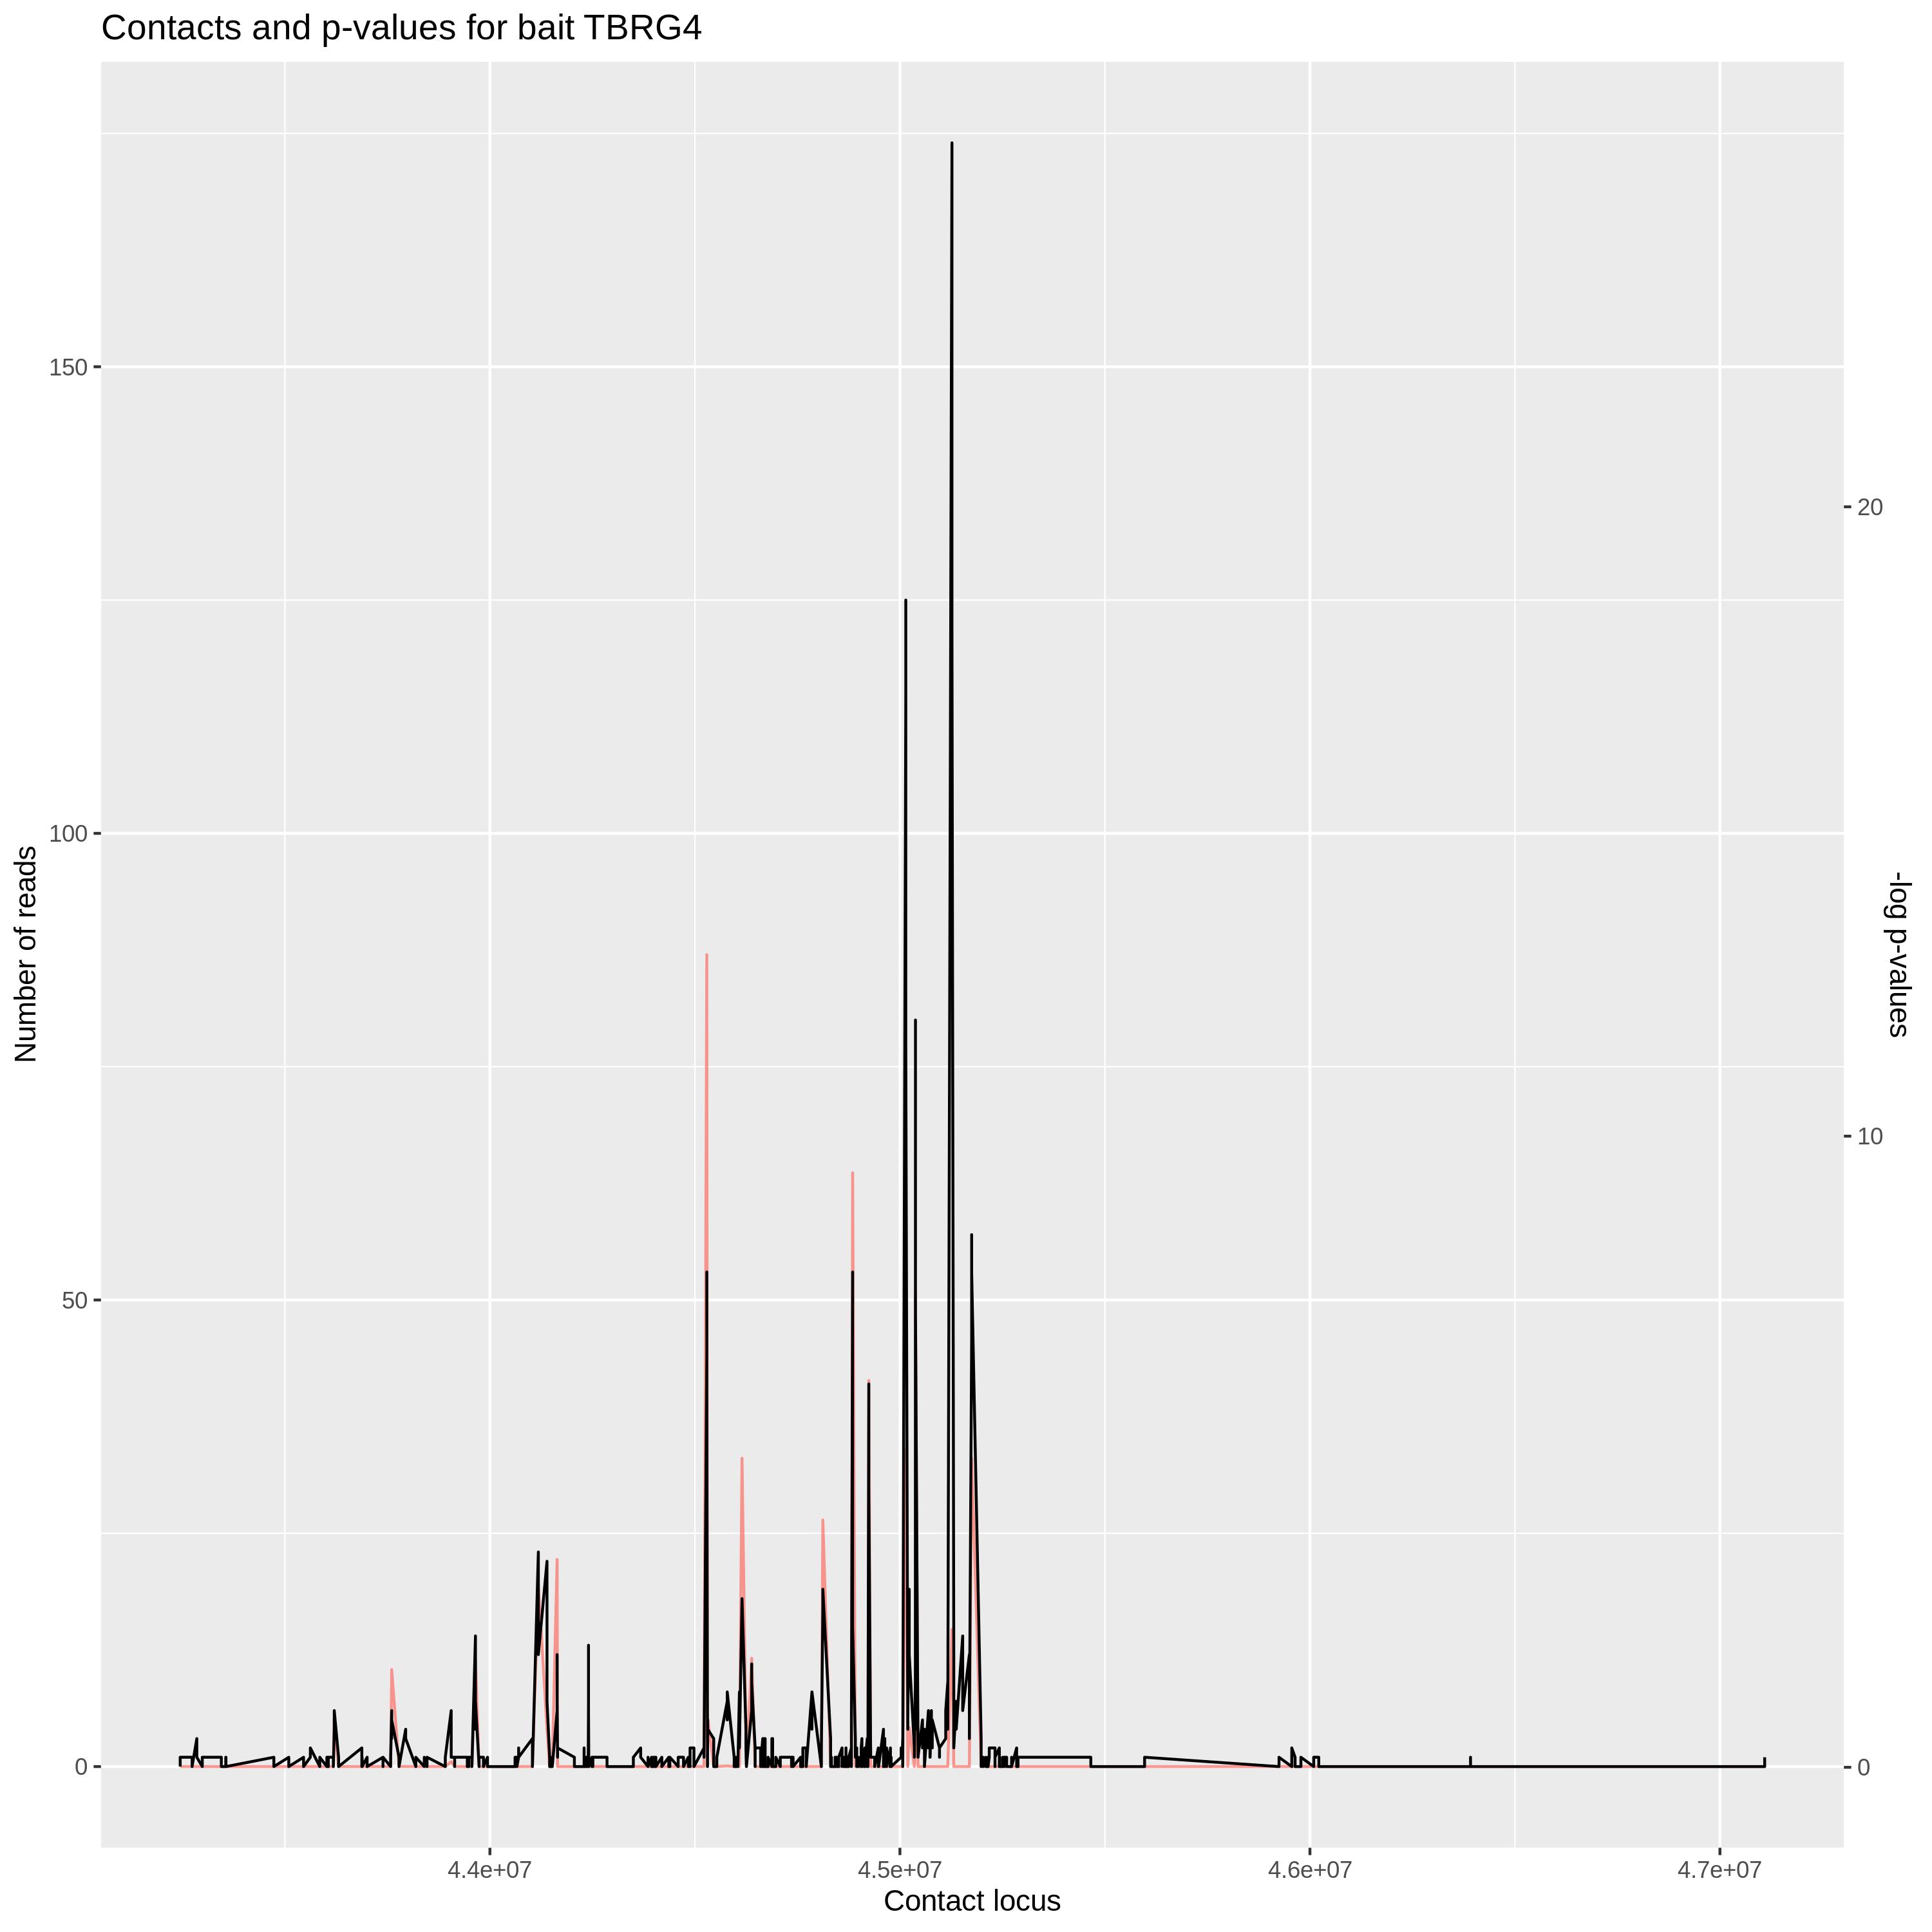 Contacts and p-values for bait TBRG4
150
100
50
0
Number of reads
20
10
0
-log p-values
4.4e+07
4.5e+07
4.6e+07
4.7e+07
Contact locus